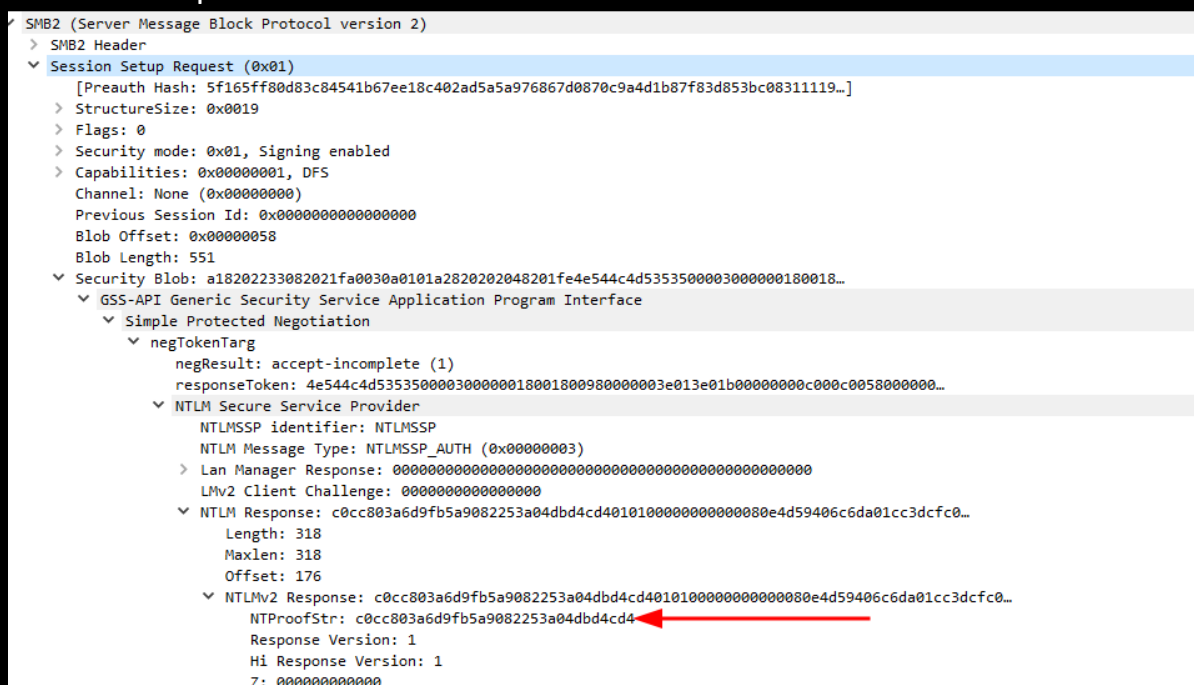 SMB2 (Server Message Block Protocol version 2)
SMB2 Header
Session Setup Request (0x01)
[Preauth Hash: 5f165ff80d83c84541b67ee18c402ad5a5a976867d0870c9a4d1b87f83d853bc08311119…]
StructureSize: 0x0019
Flags: 0
Security mode: 0x01, Signing enabled
Capabilities: 0x00000001, DFS
Channel: None (0x00000000)
Previous Session Id: 0x0000000000000000
Blob Offset: 0x00000058
Blob Length: 551
Security Blob: a18202233082021fa0030a0101a2820202048201fe4e544c4d5353500003000000180018…
GSS-API Generic Security Service Application Program Interface
Simple Protected Negotiation
negTokenTarg
negResult: accept-incomplete (1)
responseToken: 4e544c4d535350000300000018001800980000003e013e01b00000000c000c0058000000…
NTLM Secure Service Provider
NTLMSSP identifier: NTLMSSP
NTLM Message Type: NTLMSSP_AUTH (0x00000003)
Lan Manager Response: 000000000000000000000000000000000000000000000000
LMv2 Client Challenge: 0000000000000000
NTLM Response: c0cc803a6d9fb5a9082253a04dbd4cd4010100000000000080e4d59406c6da01cc3dcfc0…
Length: 318
Maxlen: 318
Offset: 176
NTLMv2 Response: c0cc803a6d9fb5a9082253a04dbd4cd4010100000000000080e4d59406c6da01cc3dcfc0…
NTProofStr: c0cc803a6d9fb5a9082253a04dbd4cd4
Response Version: 1
Hi Response Version: 1
Z: 000000000000